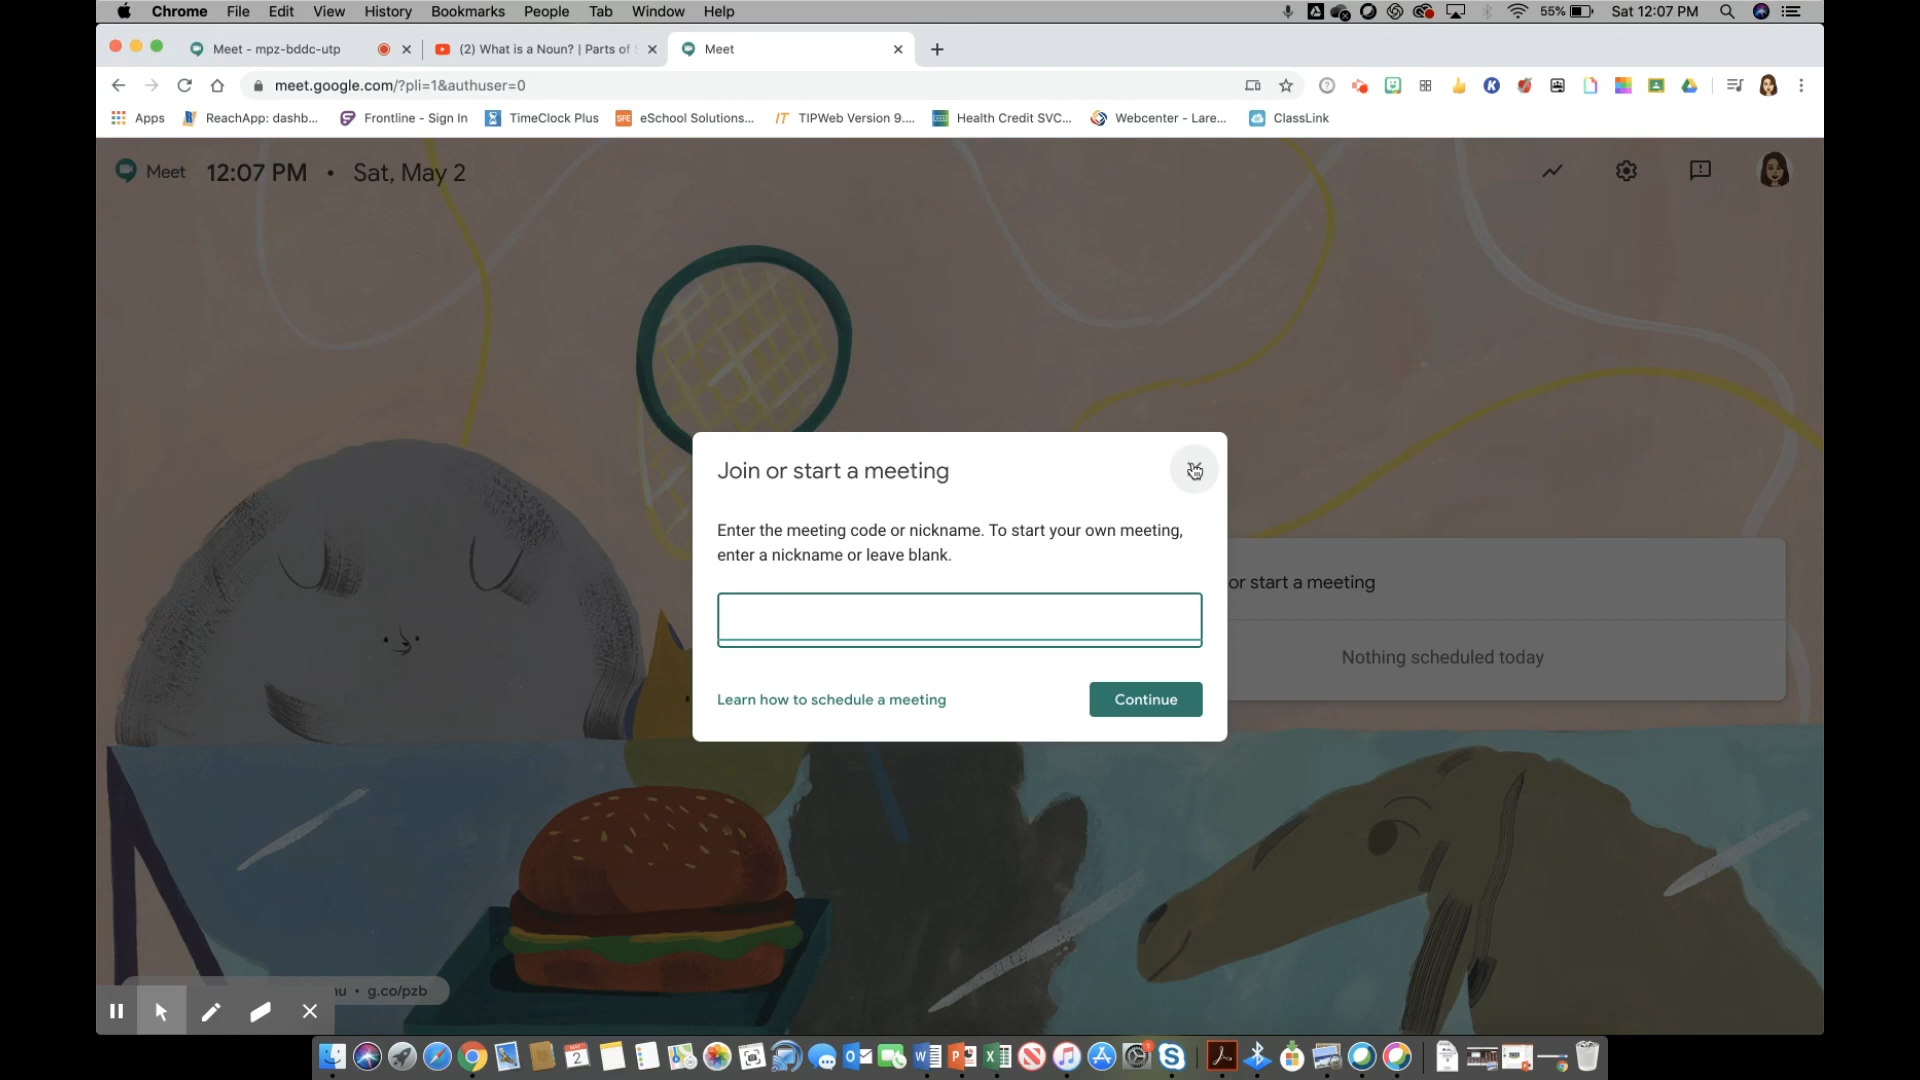 Chrome File Edit View History Bookmarks People Tab Window Help 55% Sat 12:07 PM
Meet - mpz-bddc-utp (2) What is a Noun? | Parts of Meet
meet.google.com/?pli=1&authuser=0
Apps ReachApp: dashb... Frontline - Sign In TimeClock Plus eSchool Solutions... TIPWeb Version 9.... Health Credit SVC... Webcenter - Lare... ClassLink
Meet 12:07 PM • Sat, May 2
Join or start a meeting
Enter the meeting code or nickname. To start your own meeting,
enter a nickname or leave blank.
or start a meeting
Nothing scheduled today
Learn how to schedule a meeting Continue
• g.co/pzb